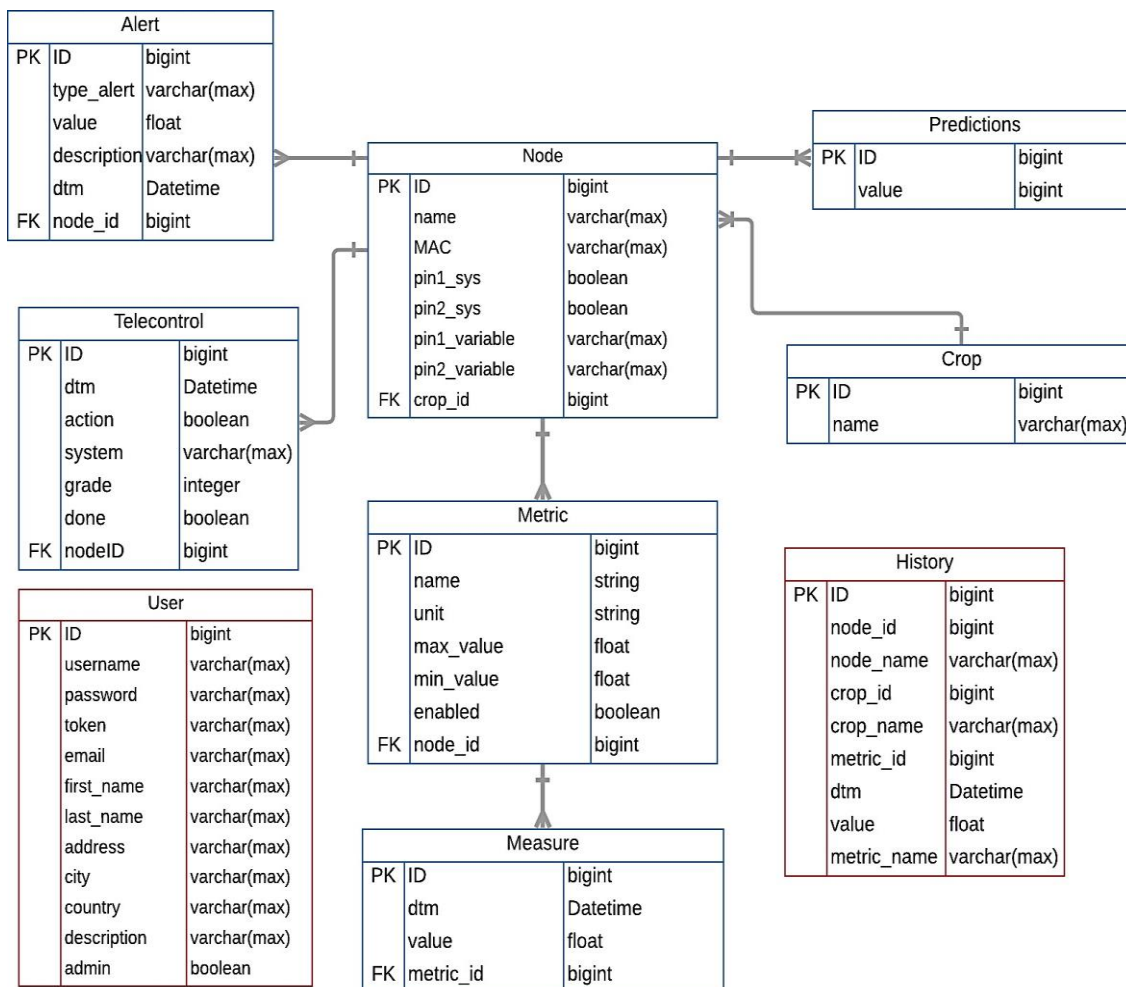 Alert
PK ID bigint
type_alert varchar(max)
value float
description varchar(max)
dtm Datetime
FK node_id bigint
Node
PK ID bigint
name varchar(max)
MAC varchar(max)
pin1_sys boolean
pin2_sys boolean
pin1_variable varchar(max)
pin2_variable varchar(max)
FK crop_id bigint
Predictions
PK ID bigint
value bigint
Telecontrol
PK ID bigint
dtm Datetime
action boolean
system varchar(max)
grade integer
done boolean
FK nodeID bigint
Crop
PK ID bigint
name varchar(max)
Metric
PK ID bigint
name string
unit string
max_value float
min_value float
enabled boolean
FK node_id bigint
History
PK ID bigint
node_id bigint
node_name varchar(max)
crop_id bigint
crop_name varchar(max)
metric_id bigint
dtm Datetime
value float
metric_name varchar(max)
User
PK ID bigint
username varchar(max)
password varchar(max)
token varchar(max)
email varchar(max)
first_name varchar(max)
last_name varchar(max)
address varchar(max)
city varchar(max)
country varchar(max)
description varchar(max)
admin boolean
Measure
PK ID bigint
dtm Datetime
value float
FK metric_id bigint